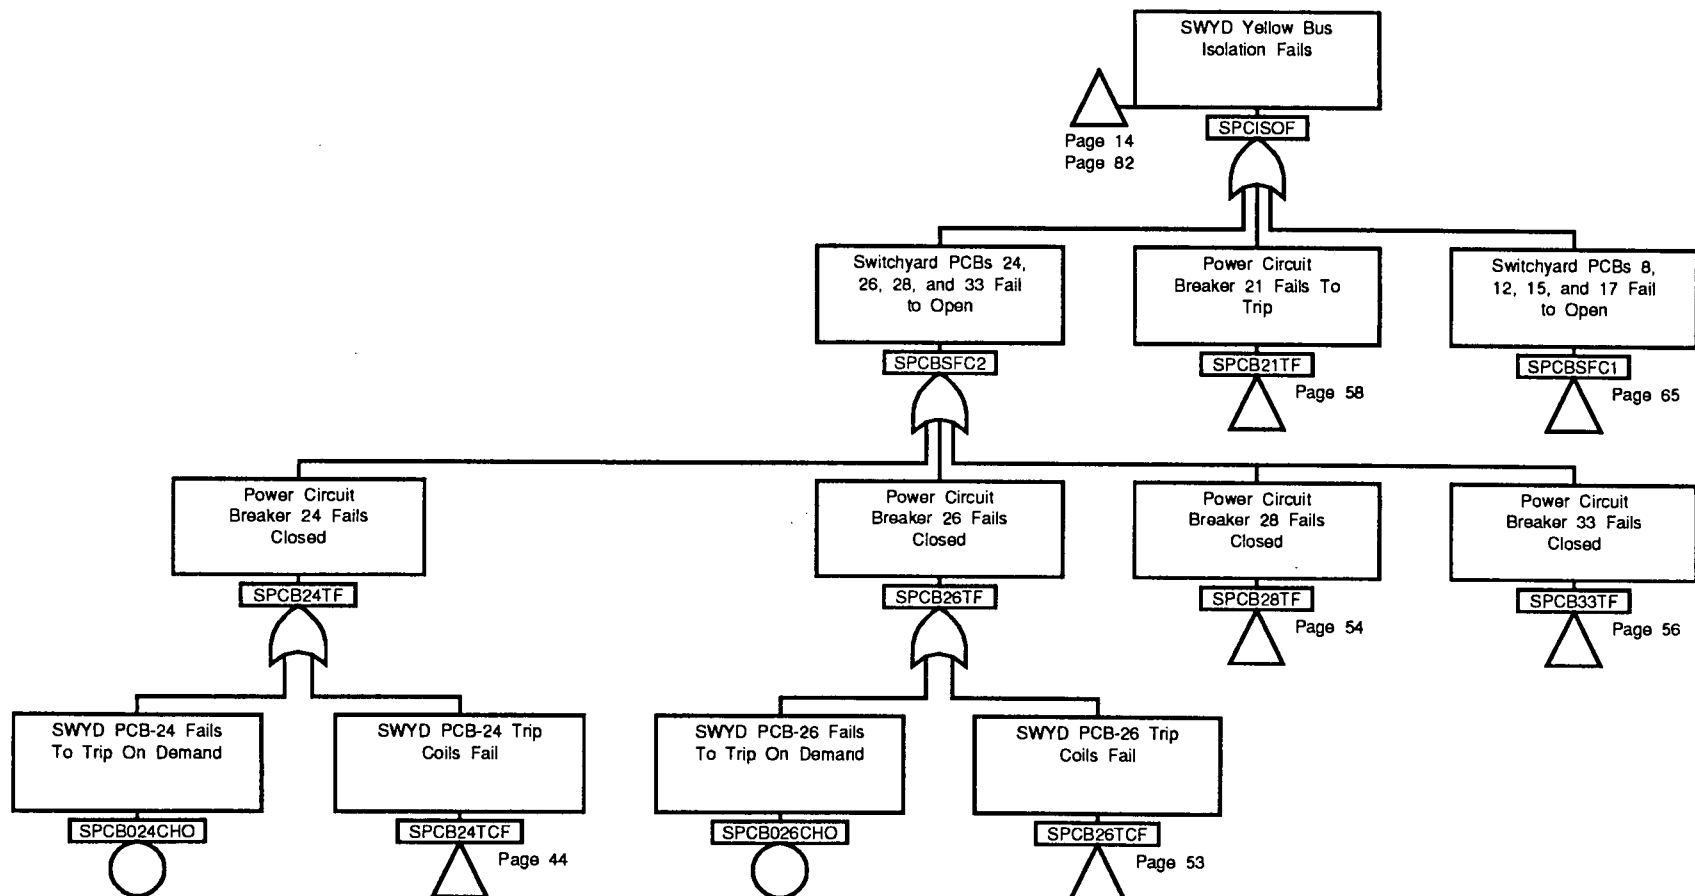 SWYD Yellow Bus
Isolation Fails
Page 14
Page 82
SPCISOF
Switchyard PCBs 24,
26, 28, and 33 Fail
to Open
SPCBSFC2
Power Circuit
Breaker 21 Fails To
Trip
SPCB21TF
Page 58
Switchyard PCBs 8,
12, 15, and 17 Fail
to Open
SPCBSFC1
Page 65
Power Circuit
Breaker 24 Fails
Closed
SPCB24TF
Power Circuit
Breaker 26 Fails
Closed
SPCB26TF
Power Circuit
Breaker 28 Fails
Closed
SPCB28TF
Page 54
Power Circuit
Breaker 33 Fails
Closed
SPCB33TF
Page 56
SWYD PCB-24 Fails
To Trip On Demand
SPCB024CHO
SWYD PCB-24 Trip
Coils Fail
SPCB24TCF
Page 44
SWYD PCB-26 Fails
To Trip On Demand
SPCB026CHO
SWYD PCB-26 Trip
Coils Fail
SPCB26TCF
Page 53